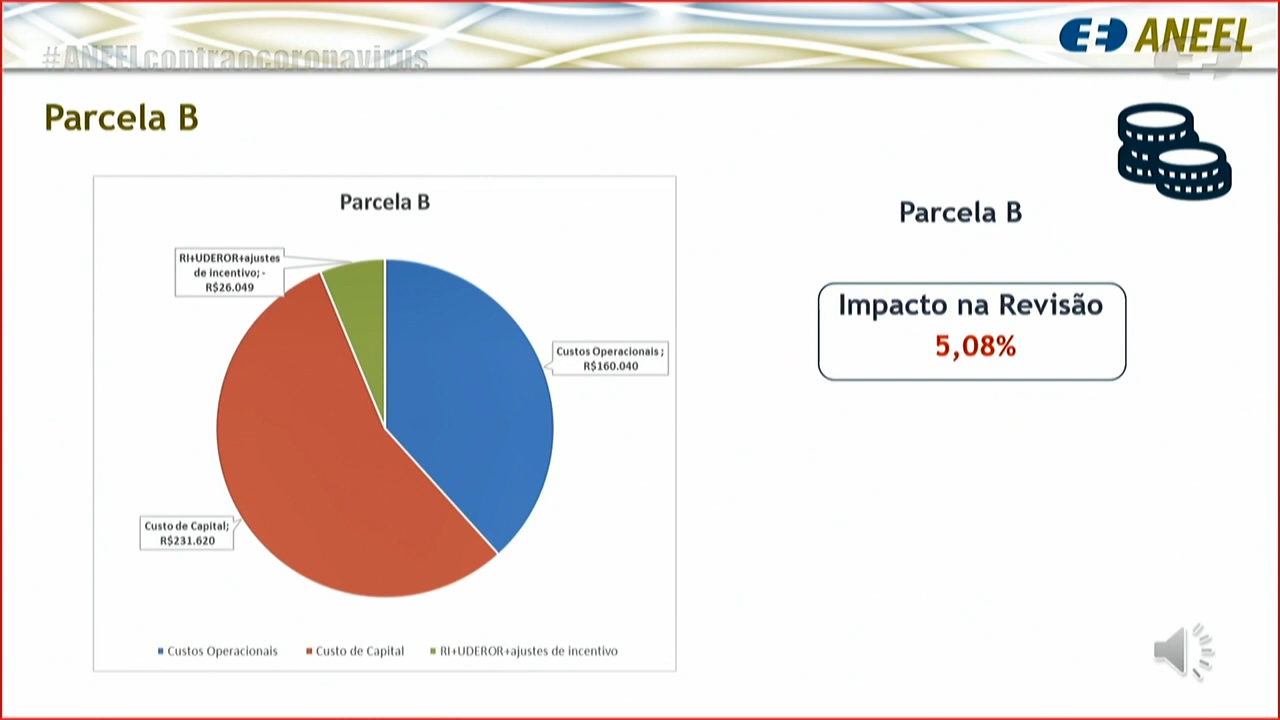 #ANEELcontraocoronavirus
ANEEL
Parcela B
Parcela B
RI+UDEROR+ajustes
de incentivo; -
R$26.049
Custos Operacionais ;
R$160.040
Custo de Capital;
R$231.620
Custos Operacionais
Custo de Capital
RI+UDEROR+ajustes de incentivo
Parcela B
Impacto na Revisão
5,08%